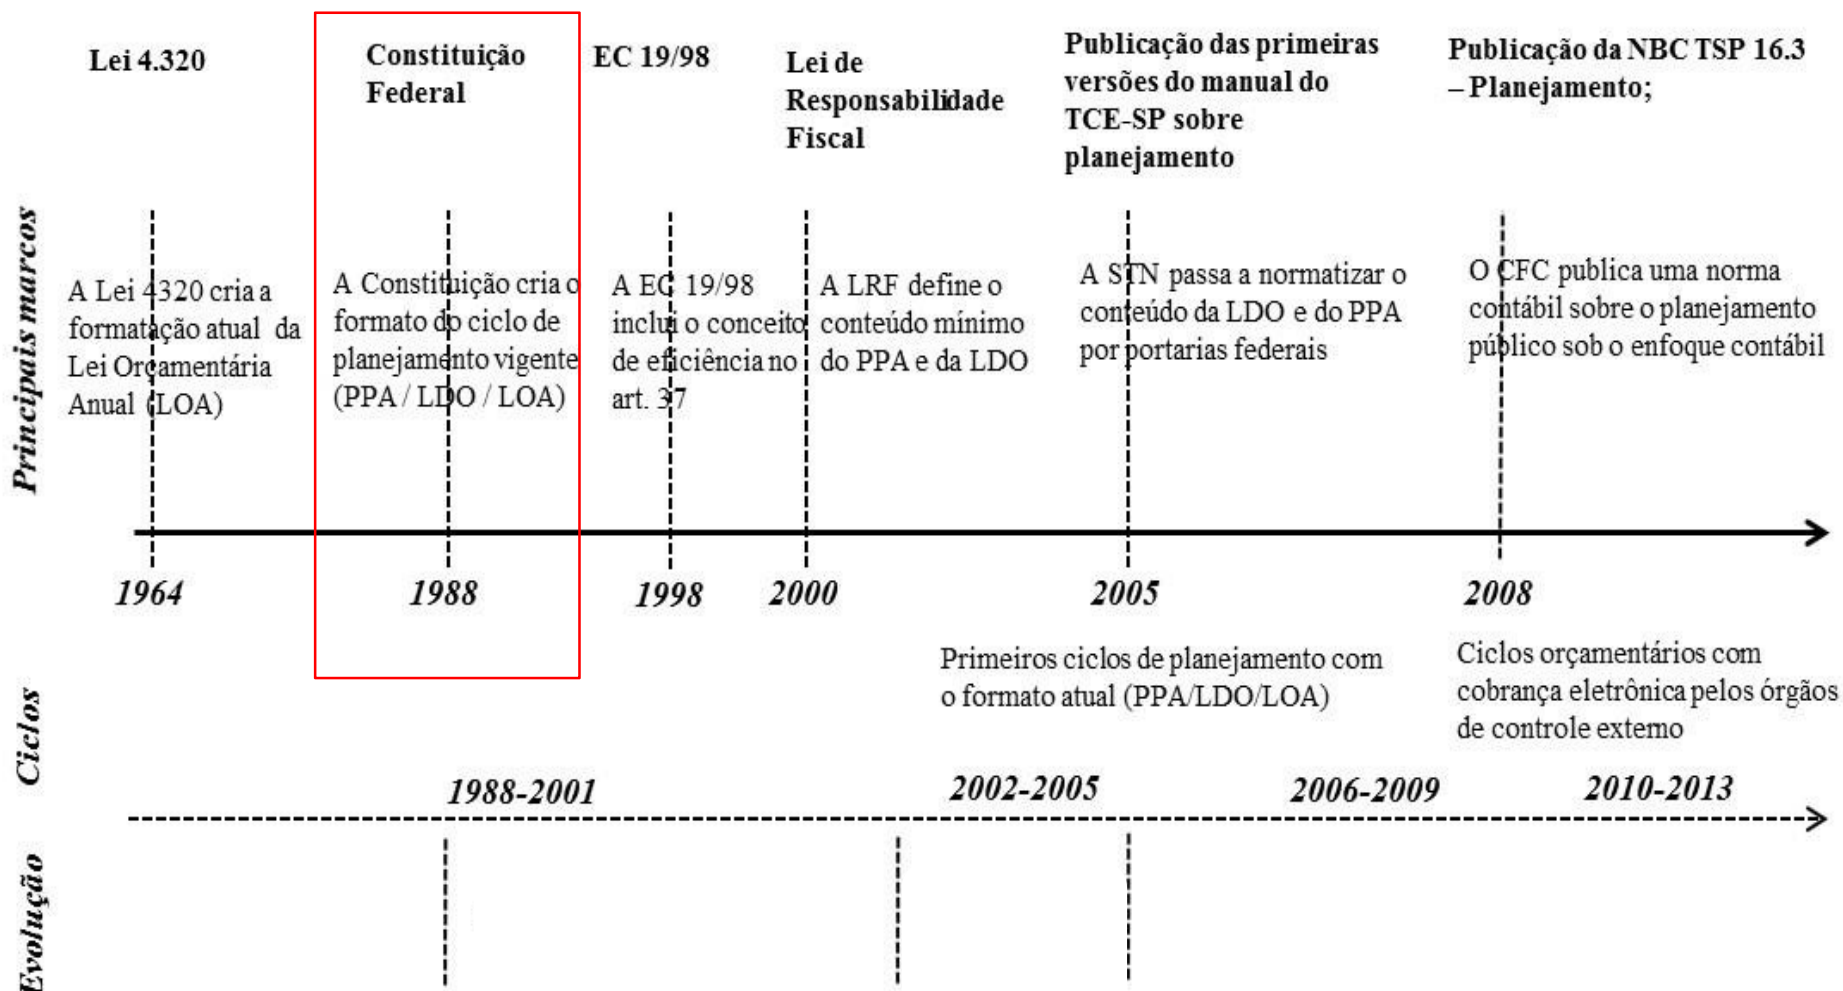 Lei 4.320
Constituição
Federal
EC 19/98
Lei de
Responsabilidade
Fiscal
Publicação das primeiras
versões do manual do
TCE-SP sobre
planejamento
Publicação da NBC TSP 16.3
– Planejamento;
Principais marcos
A Lei 4320 cria a
formatação atual da
Lei Orçamentária
Anual (LOA)
A Constituição cria o
formato do ciclo de
planejamento vigente
(PPA / LDO / LOA)
A EC 19/98
inclui o conceito
de eficiência no
art. 37
A LRF define o
conteúdo mínimo
do PPA e da LDO
A STN passa a normatizar o
conteúdo da LDO e do PPA
por portarias federais
O CFC publica uma norma
contábil sobre o planejamento
público sob o enfoque contábil
1964
1988
1998
2000
2005
2008
Ciclos
Primeiros ciclos de planejamento com
o formato atual (PPA/LDO/LOA)
Ciclos orçamentários com
cobrança eletrônica pelos órgãos
de controle externo
1988-2001
2002-2005
2006-2009
2010-2013
Evolução